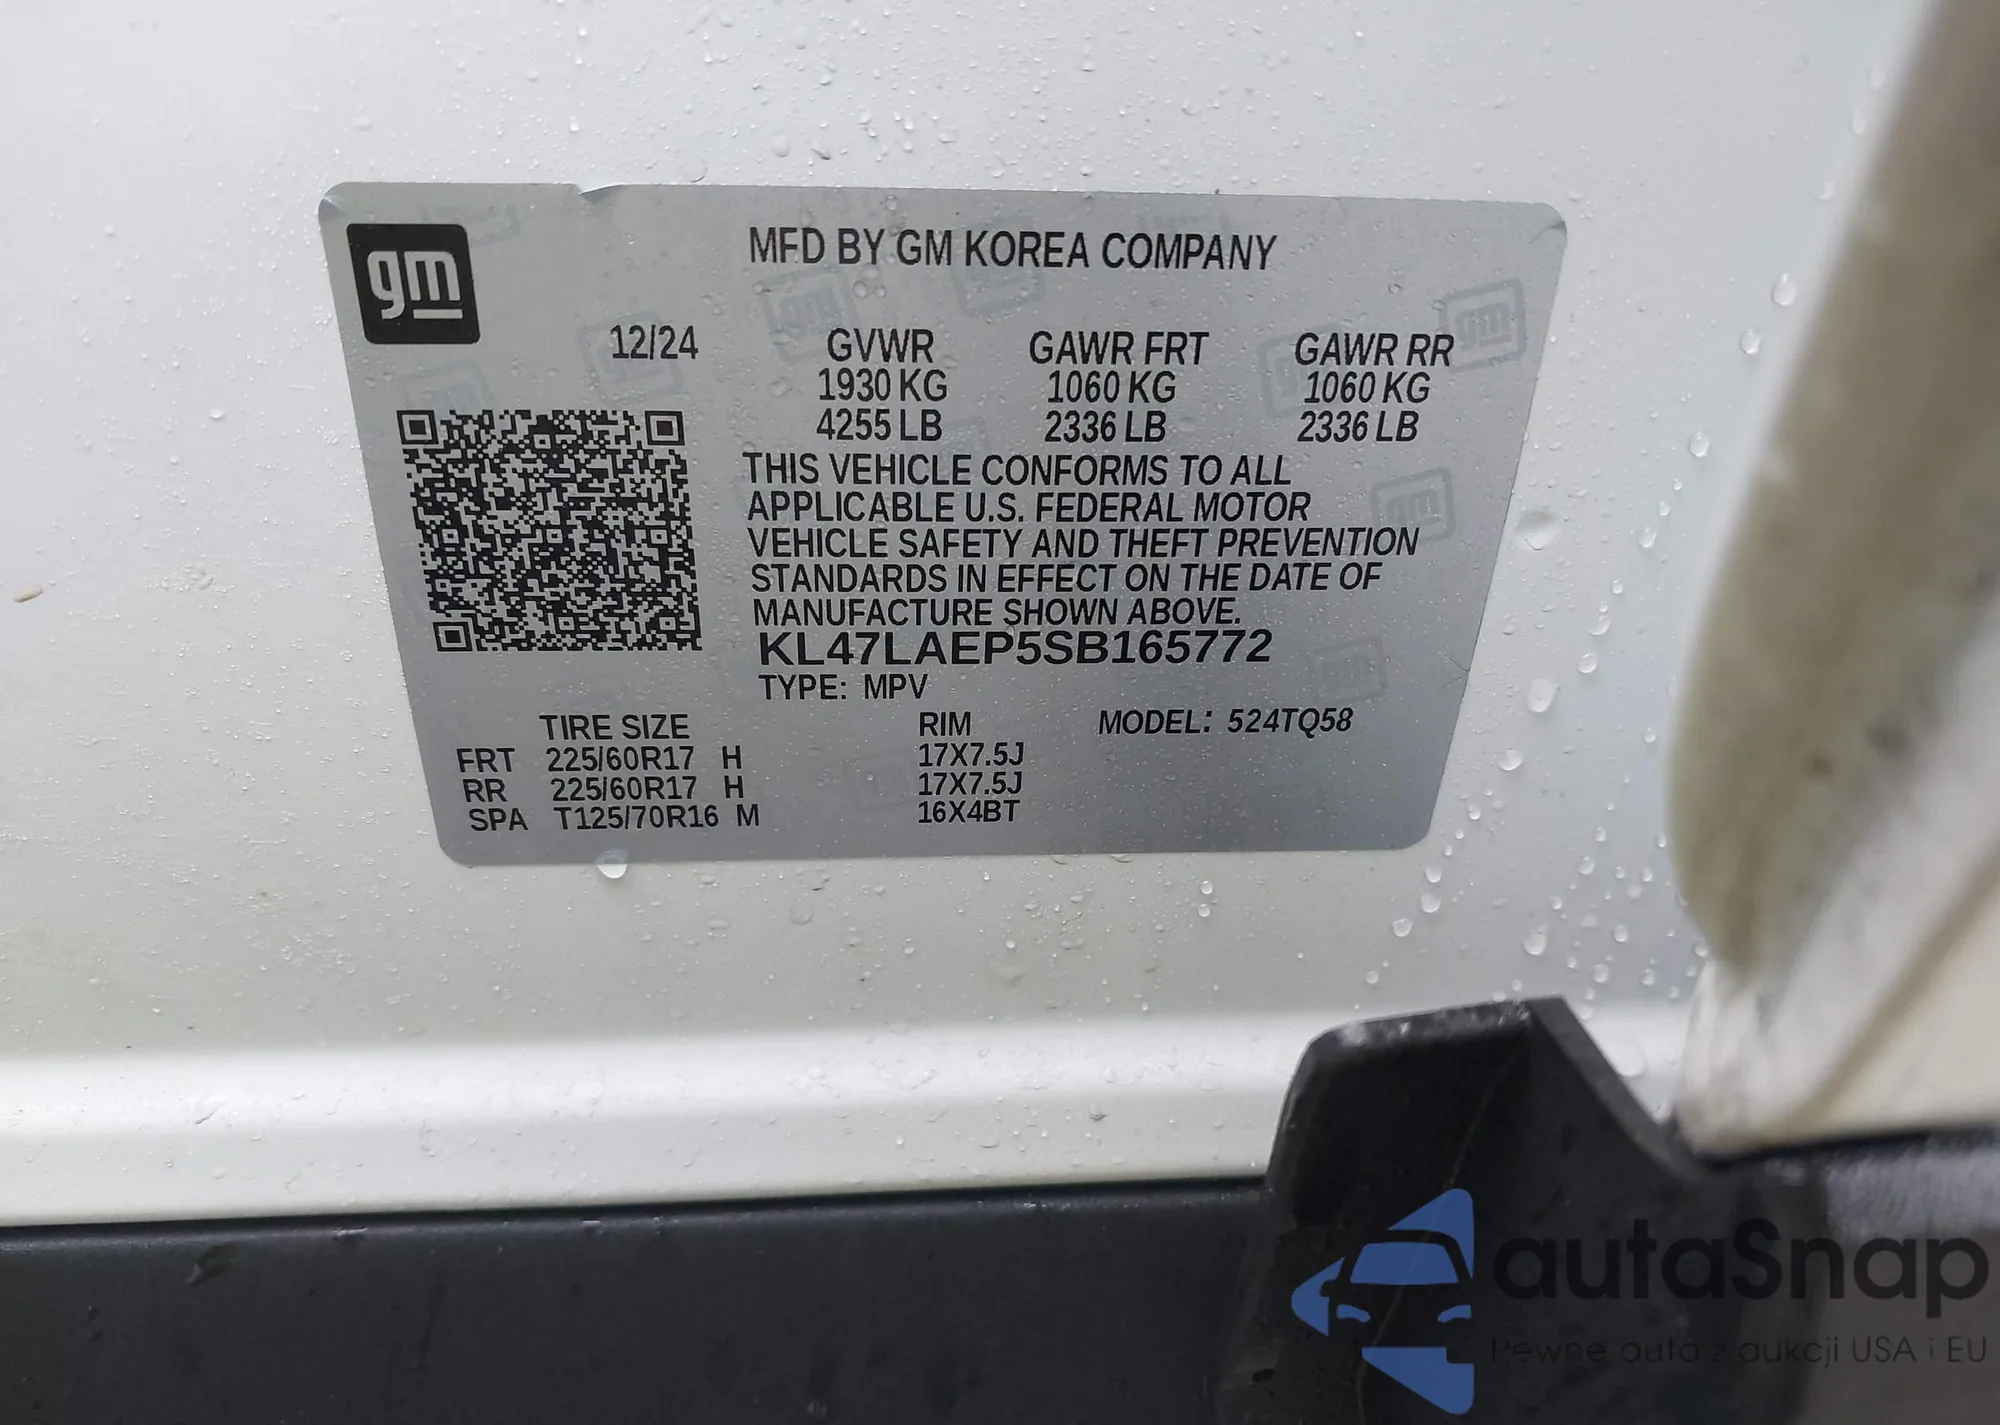 gm
MFD BY GM KOREA COMPANY
12/24 GVWR GAWR FRT GAWR RR
1930 KG 1060 KG 1060 KG
4255 LB 2336 LB 2336 LB
THIS VEHICLE CONFORMS TO ALL
APPLICABLE U.S. FEDERAL MOTOR
VEHICLE SAFETY AND THEFT PREVENTION
STANDARDS IN EFFECT ON THE DATE OF
MANUFACTURE SHOWN ABOVE.
KL47LAEP5SB165772
TYPE: MPV
TIRE SIZE RIM MODEL: 524TQ58
FRT 225/60R17 H 17X7.5J
RR 225/60R17 H 17X7.5J
SPA T125/70R16 M 16X4BT
autaSnap
Pewne auta z aukcji USA i EU